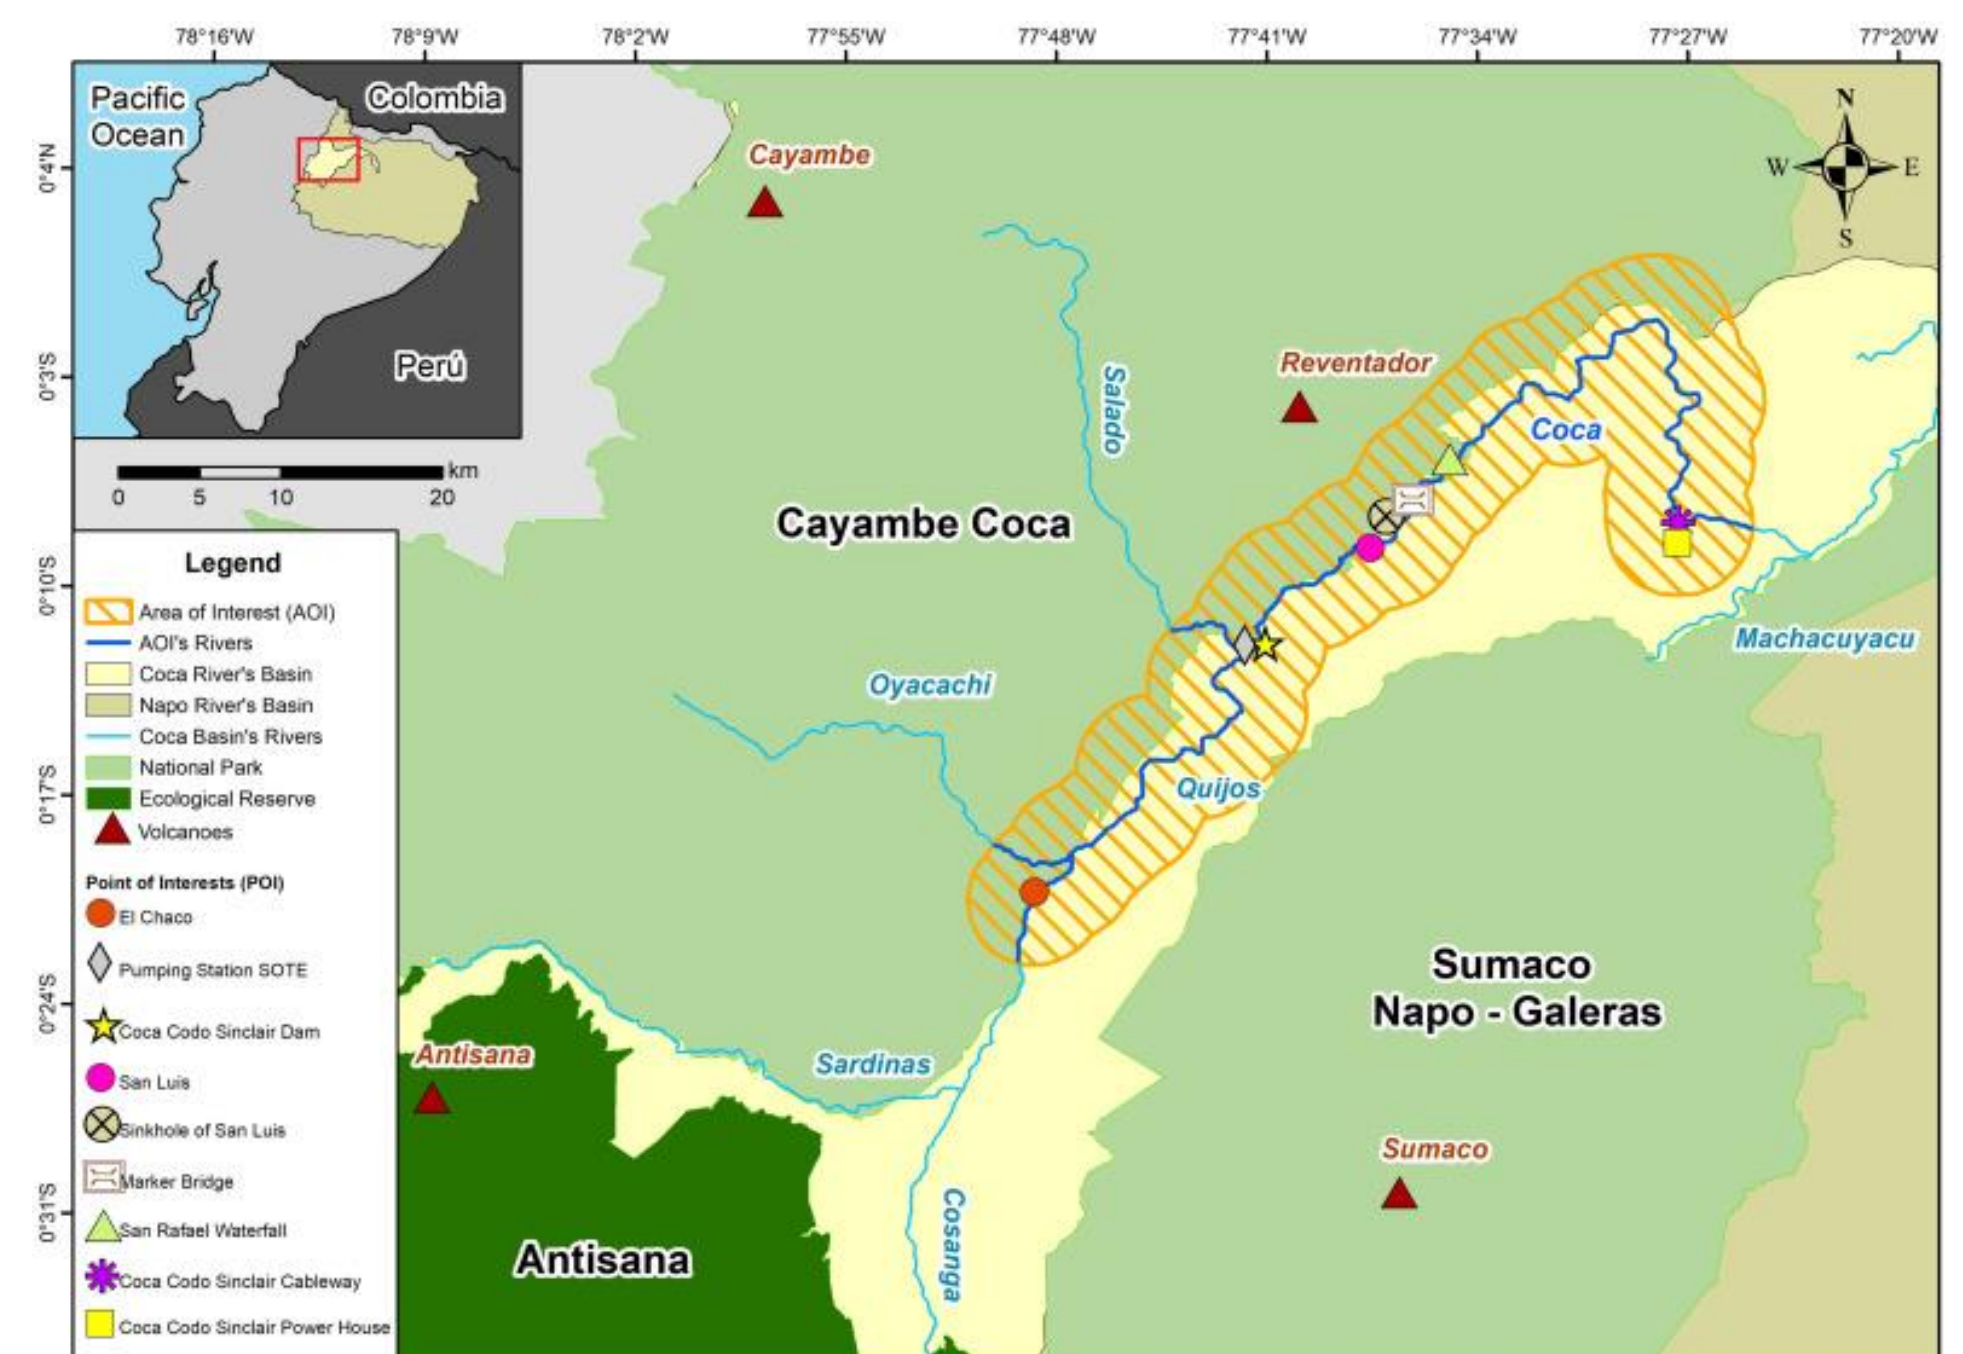 78°16'W 78°9'W 78°2'W 77°55'W 77°48'W 77°41'W 77°34'W 77°27'W 77°20'W
0°4'N
0°3'S
0°10'S
0°17'S
0°24'S
0°31'S
Pacific
Ocean
Colombia
Perú
km
0 5 10 20
N
W E
S
Cayambe
Reventador
Salado
Coca
Cayambe Coca
Machacuyacu
Oyacachi
Quijos
Sumaco
Napo - Galeras
Antisana
Sardinas
Sumaco
Cosanga
Antisana
Legend
Area of Interest (AOI)
AOI's Rivers
Coca River's Basin
Napo River's Basin
Coca Basin's Rivers
National Park
Ecological Reserve
Volcanoes
Point of Interests (POI)
El Chaco
Pumping Station SOTE
Coca Codo Sinclair Dam
San Luis
Sinkhole of San Luis
Marker Bridge
San Rafael Waterfall
Coca Codo Sinclair Cableway
Coca Codo Sinclair Power House